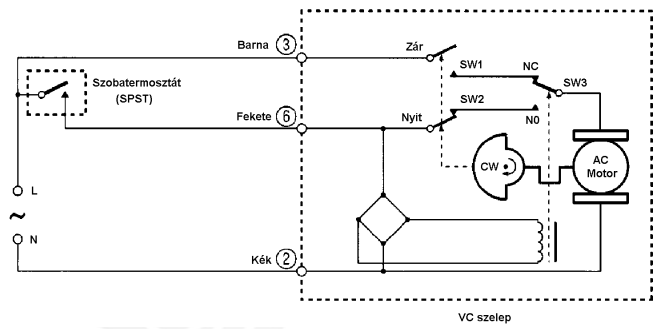 Barna 3
Zár
SW1
NC
SW3
Szobatermosztát
(SPST)
SW2
Fekete 6
Nyit
N0
CW
AC
Motor
L
~
N
Kék 2
VC szelep